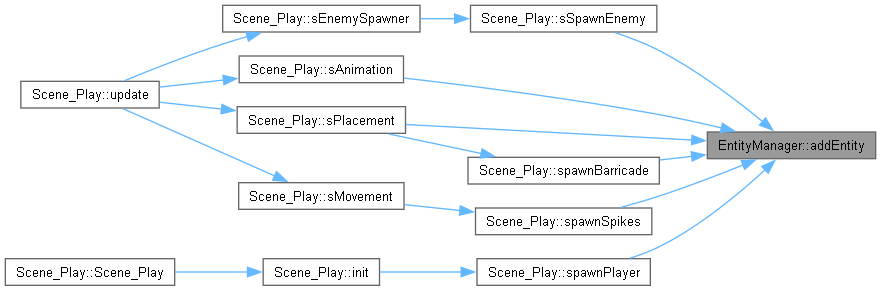 Scene_Play::sEnemySpawner
Scene_Play::sSpawnEnemy
Scene_Play::sAnimation
Scene_Play::update
Scene_Play::sPlacement
EntityManager::addEntity
Scene_Play::spawnBarricade
Scene_Play::sMovement
Scene_Play::spawnSpikes
Scene_Play::Scene_Play
Scene_Play::init
Scene_Play::spawnPlayer